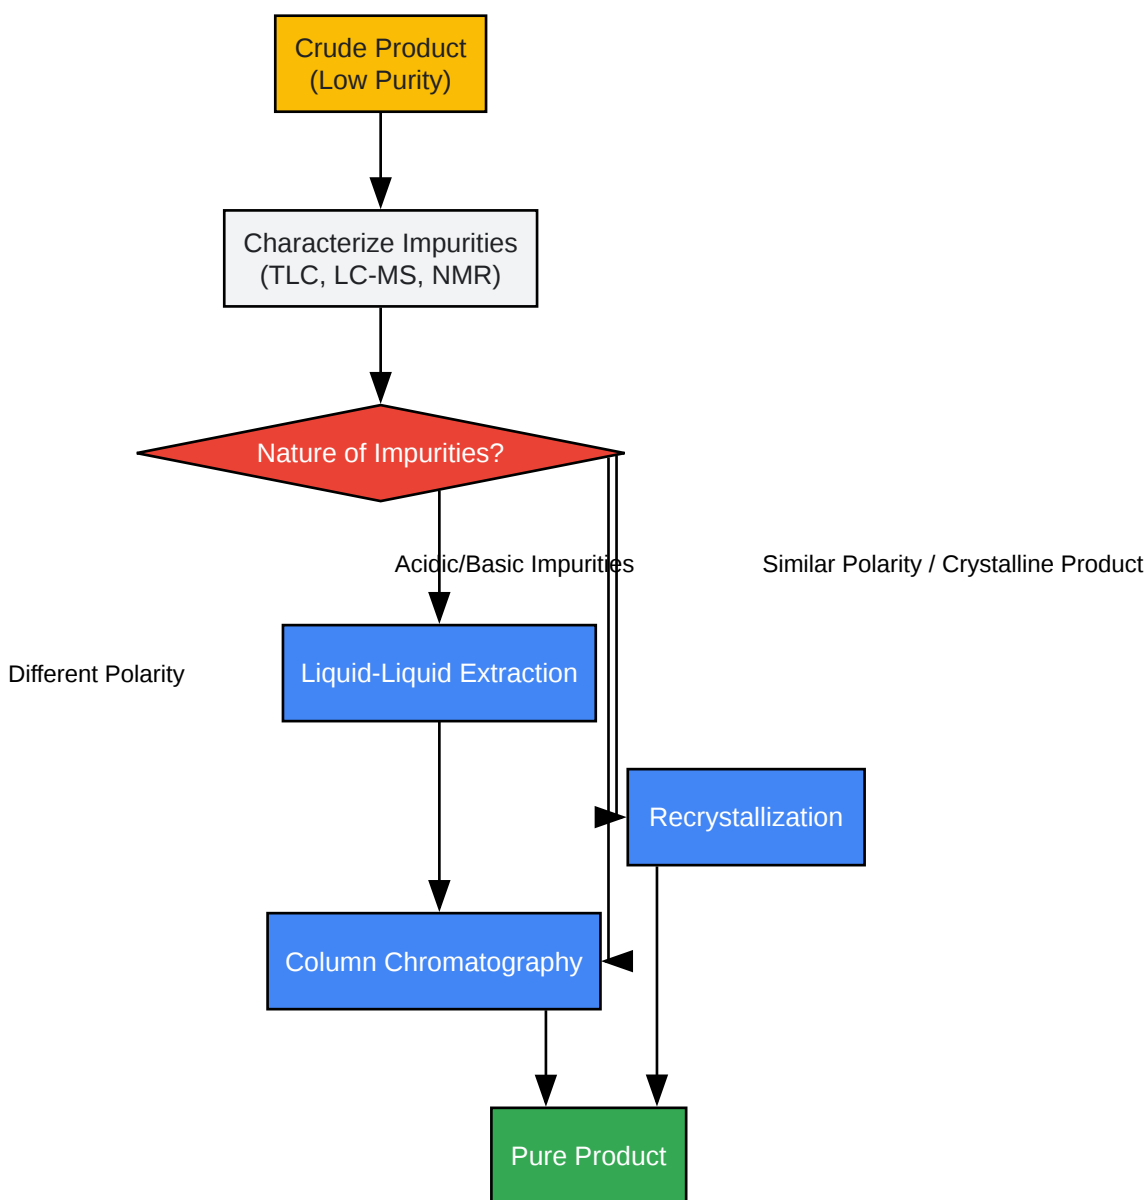 Crude Product
(Low Purity)
Characterize Impurities
(TLC, LC-MS, NMR)
Nature of Impurities?
Acidic/Basic Impurities
Similar Polarity / Crystalline Product
Liquid-Liquid Extraction
Different Polarity
Recrystallization
Column Chromatography
Pure Product